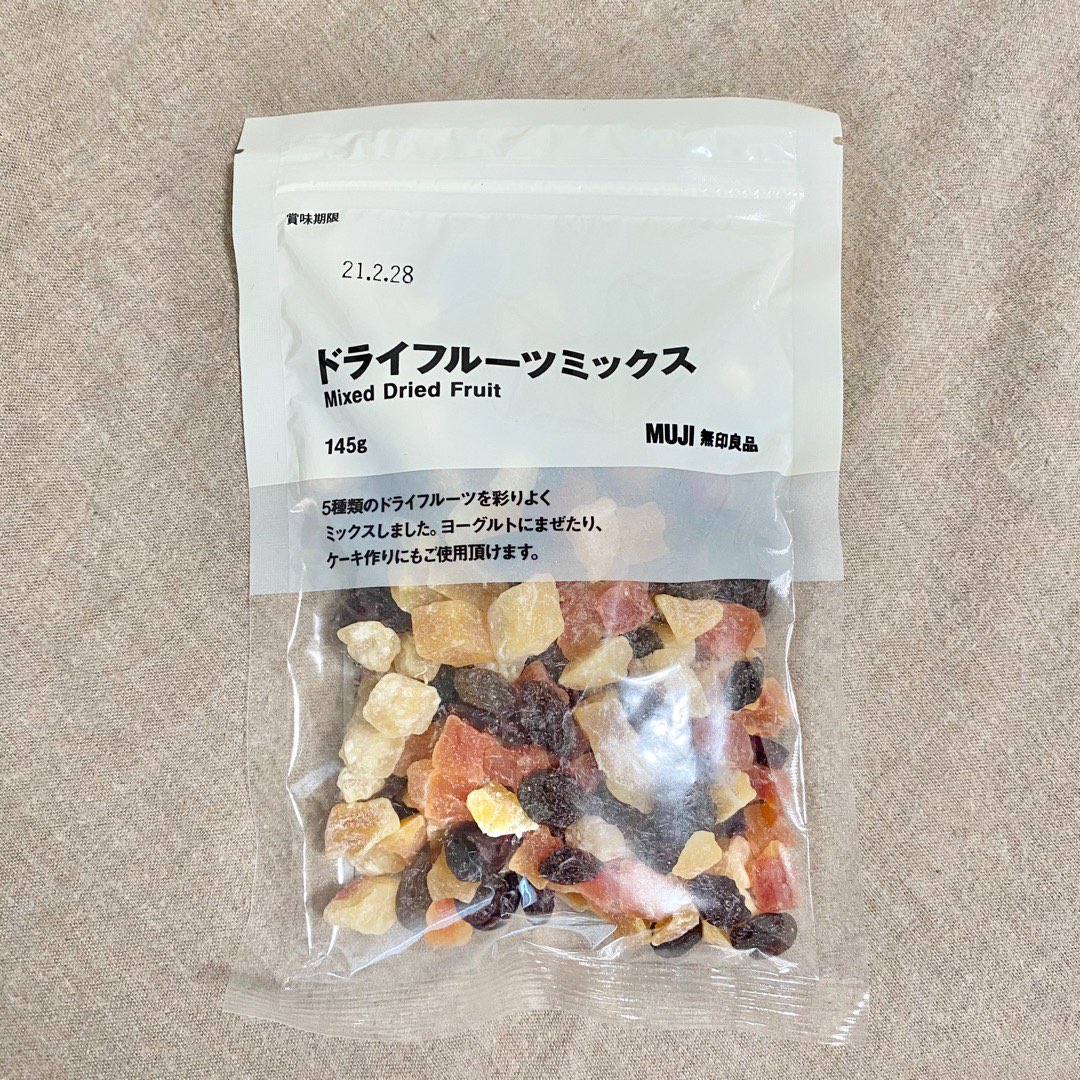 賞味期限
21.2.28
ドライフルーツミックス
Mixed Dried Fruit
145g
MUJI 無印良品
5種類のドライフルーツを彩りよく
ミックスしました。ヨーグルトにまぜたり、
ケーキ作りにもご使用頂けます。